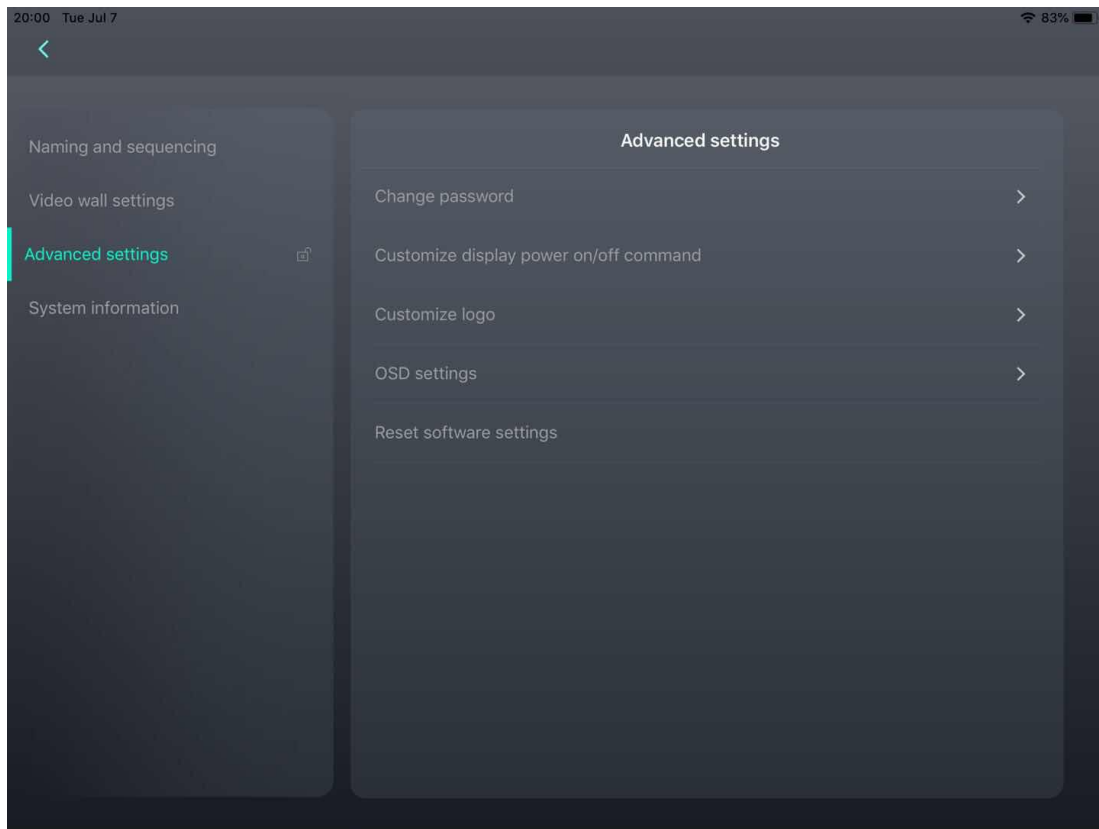 20:00 Tue Jul 7
83%
Naming and sequencing
Video wall settings
Advanced settings
System information
Advanced settings
Change password
Customize display power on/off command
Customize logo
OSD settings
Reset software settings